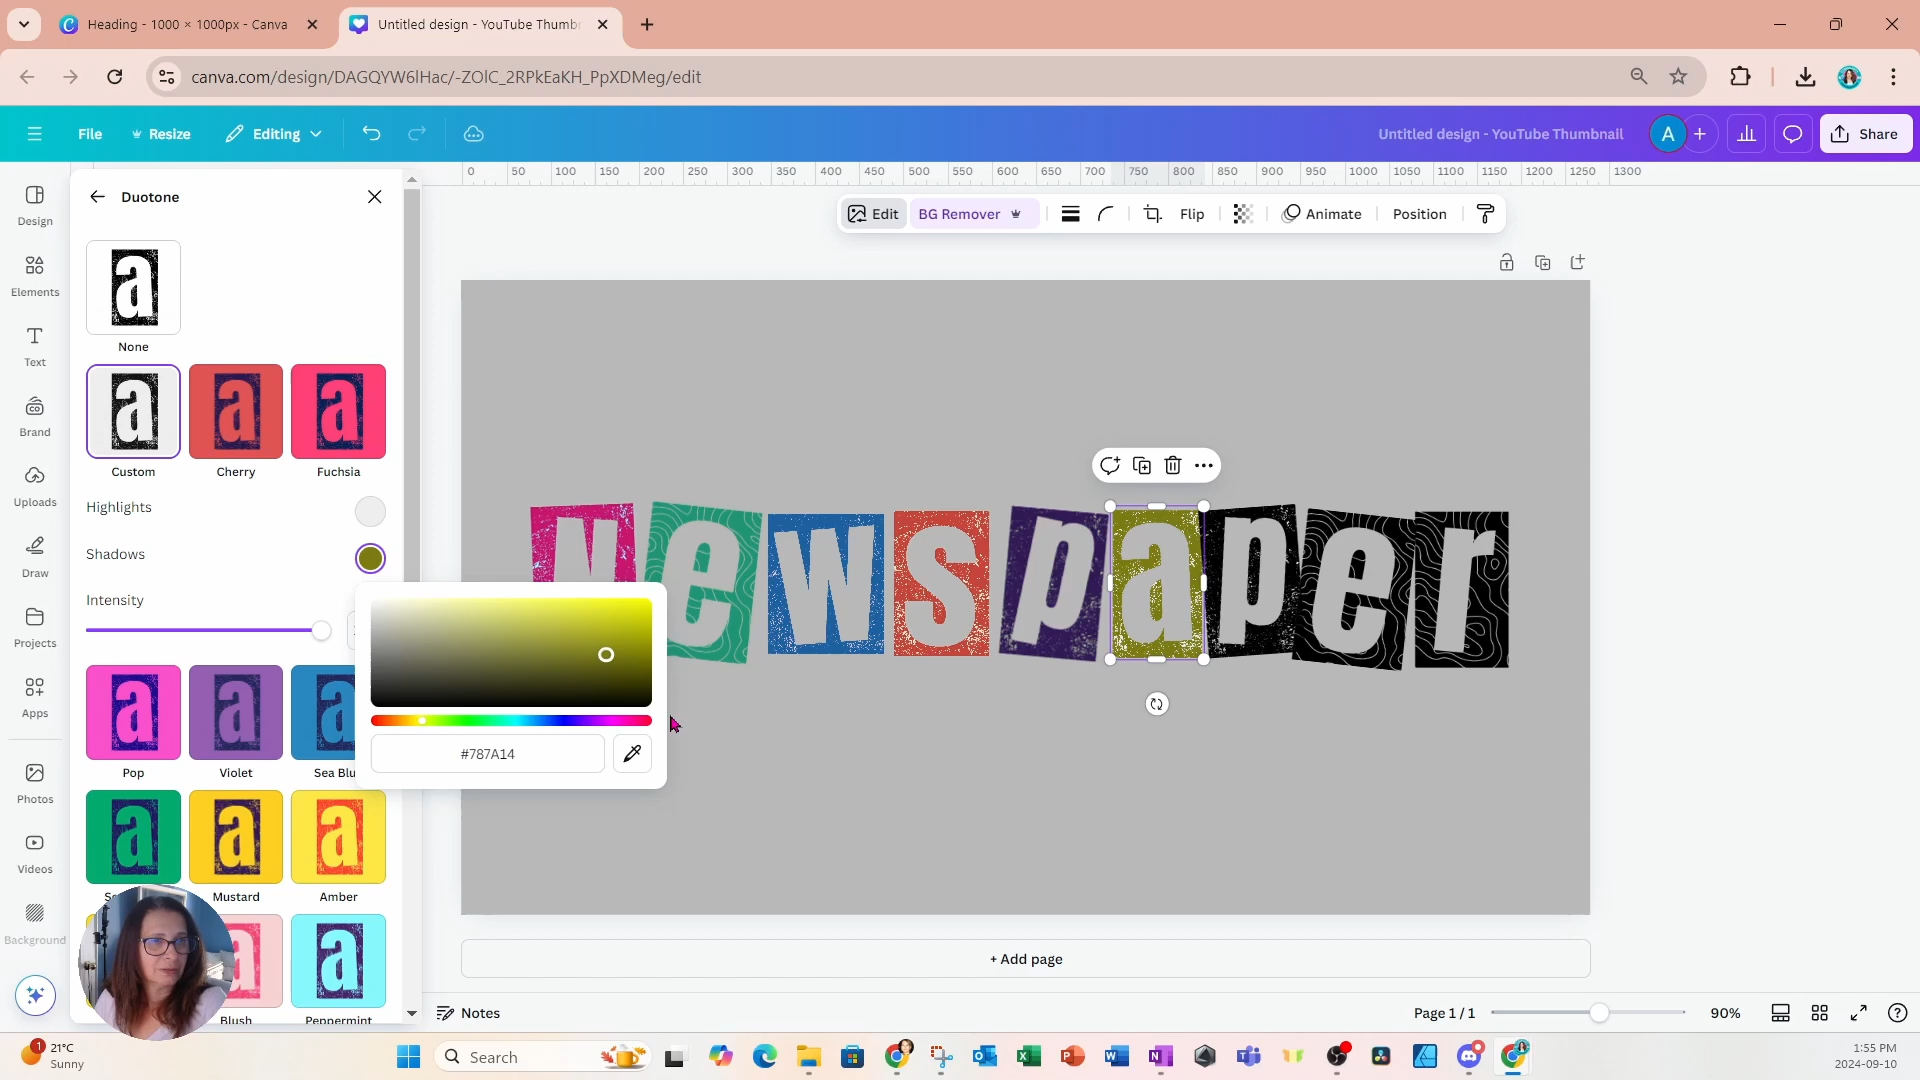 Heading - 1000 × 1000px - Canva
Untitled design - YouTube Thumb
canva.com/design/DAGQYW6lHac/-ZOlC_2RPkEaKH_PpXDMeg/edit
File
Resize
Editing
Untitled design - YouTube Thumbnail
A
Share
0 50 100 150 200 250 300 350 400 450 500 550 600 650 700 750 800 850 900 950 1000 1050 1100 1150 1200 1250 1300
Design
Elements
Text
Brand
Uploads
Draw
Projects
Apps
Photos
Videos
Background
Duotone
None
Custom
Cherry
Fuchsia
Highlights
Shadows
Intensity
Pop
Violet
Sea Blu
Mustard
Amber
Blush
Peppermint
#787A14
Edit
BG Remover
Flip
Animate
Position
newspaper
+ Add page
Notes
Page 1 / 1
90%
1
21°C
Sunny
Search
1:55 PM
2024-09-10